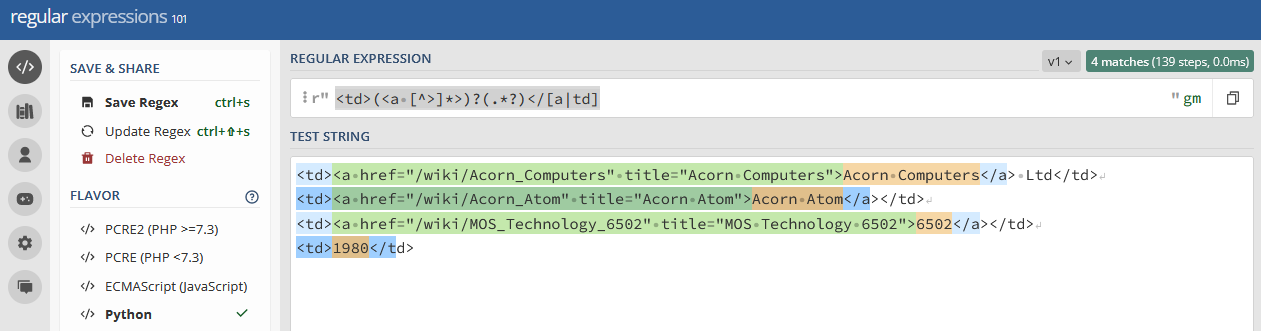 regular expressions 101
SAVE & SHARE
Save Regex ctrl+s
Update Regex ctrl+⇧+s
Delete Regex
FLAVOR
PCRE2 (PHP >=7.3)
PCRE (PHP <7.3)
ECMAScript (JavaScript)
Python
REGULAR EXPRESSION
v1
4 matches (139 steps, 0.0ms)
r" <td>(<a [^>]*>)?(.*?)</[a|td] " gm
TEST STRING
<td><a href="/wiki/Acorn_Computers" title="Acorn Computers">Acorn Computers</a> Ltd</td>
<td><a href="/wiki/Acorn_Atom" title="Acorn Atom">Acorn Atom</a></td>
<td><a href="/wiki/MOS_Technology_6502" title="MOS Technology 6502">6502</a></td>
<td>1980</td>